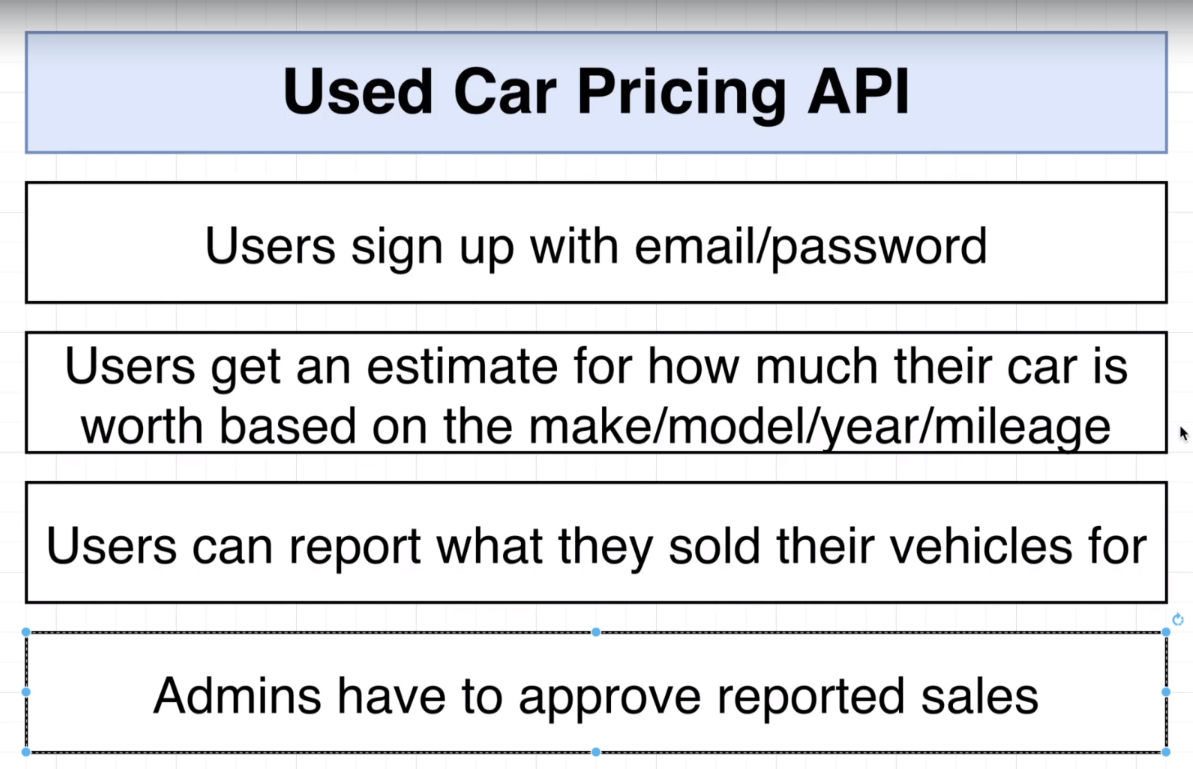 Used Car Pricing API
Users sign up with email/password
Users get an estimate for how much their car is
worth based on the make/model/year/mileage
Users can report what they sold their vehicles for
Admins have to approve reported sales